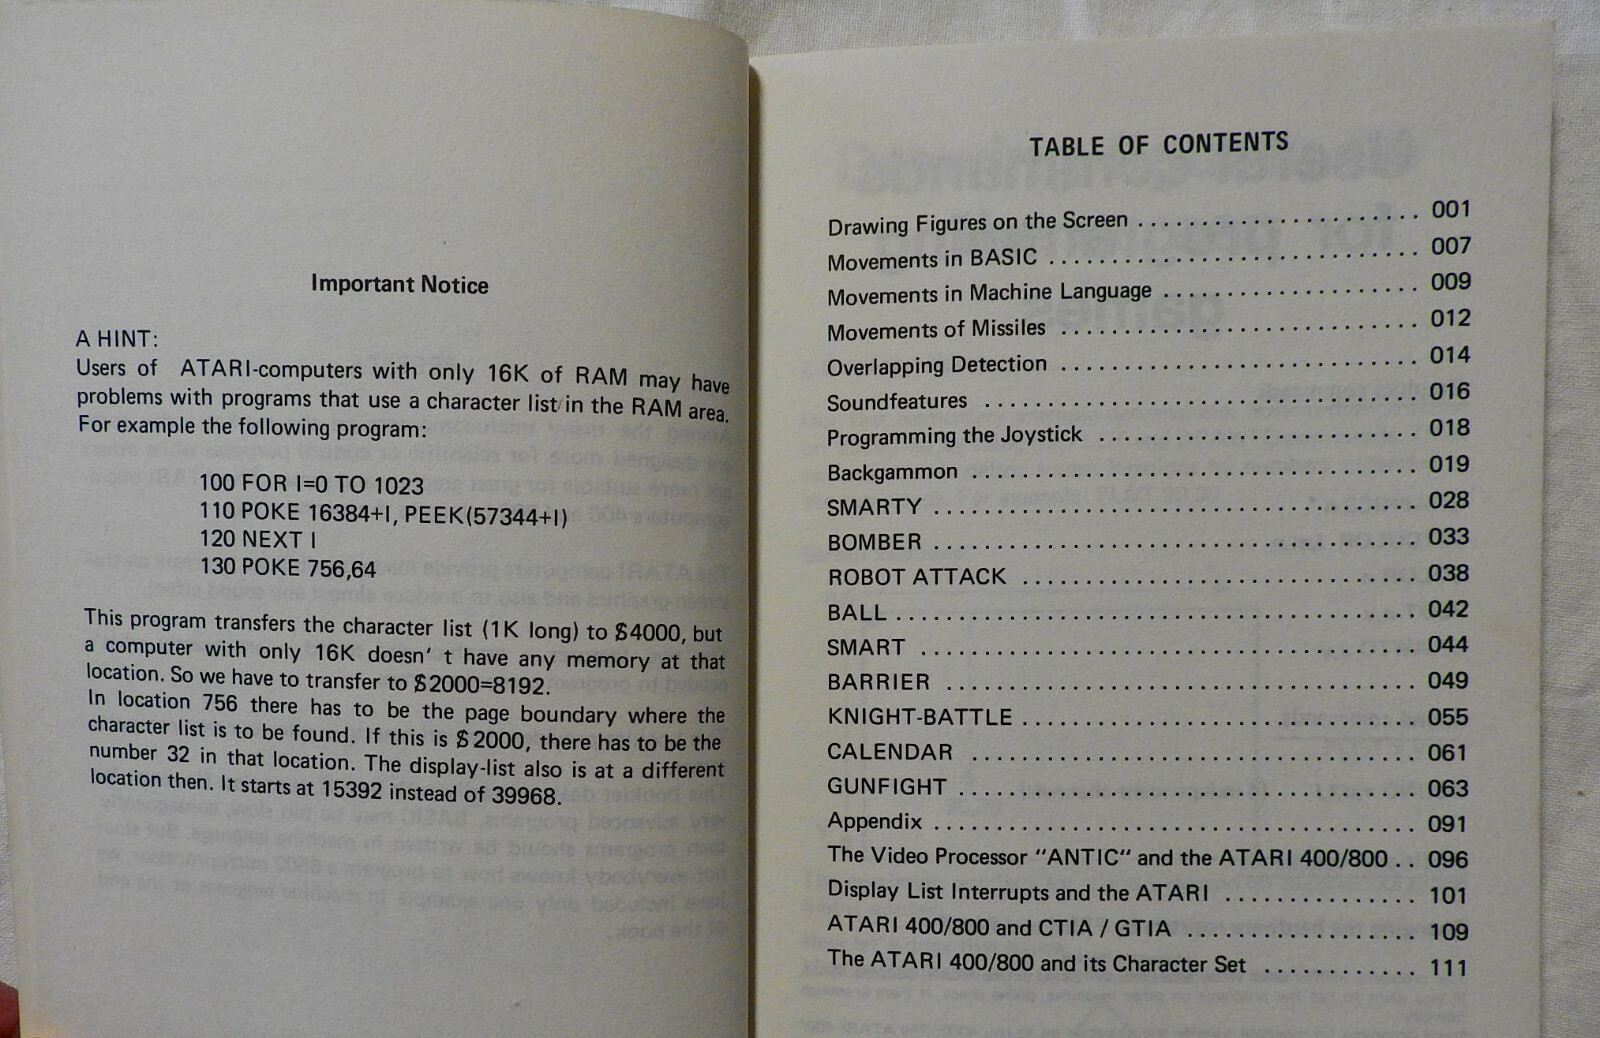 Important Notice
A HINT:
Users of ATARI-computers with only 16K of RAM may have
problems with programs that use a character list in the RAM area.
For example the following program:
100 FOR I=0 TO 1023
110 POKE 16384+I, PEEK(57344+I)
120 NEXT I
130 POKE 756,64
This program transfers the character list (1K long) to $4000, but
a computer with only 16K doesn' t have any memory at that
location. So we have to transfer to $2000=8192.
In location 756 there has to be the page boundary where the
character list is to be found. If this is $2000, there has to be the
number 32 in that location. The display-list also is at a different
location then. It starts at 15392 instead of 39968.
TABLE OF CONTENTS
Drawing Figures on the Screen . . . . . . . . . . . . . . . . . . . . . . 001
Movements in BASIC . . . . . . . . . . . . . . . . . . . . . . . . . . . . . 007
Movements in Machine Language . . . . . . . . . . . . . . . . . . . . 009
Movements of Missiles . . . . . . . . . . . . . . . . . . . . . . . . . . . . 012
Overlapping Detection . . . . . . . . . . . . . . . . . . . . . . . . . . . . 014
Soundfeatures . . . . . . . . . . . . . . . . . . . . . . . . . . . . . . . . . . 016
Programming the Joystick . . . . . . . . . . . . . . . . . . . . . . . . . 018
Backgammon . . . . . . . . . . . . . . . . . . . . . . . . . . . . . . . . . . . 019
SMARTY . . . . . . . . . . . . . . . . . . . . . . . . . . . . . . . . . . . . . . 028
BOMBER . . . . . . . . . . . . . . . . . . . . . . . . . . . . . . . . . . . . . . 033
ROBOT ATTACK . . . . . . . . . . . . . . . . . . . . . . . . . . . . . . . 038
BALL . . . . . . . . . . . . . . . . . . . . . . . . . . . . . . . . . . . . . . . . . 042
SMART . . . . . . . . . . . . . . . . . . . . . . . . . . . . . . . . . . . . . . . 044
BARRIER . . . . . . . . . . . . . . . . . . . . . . . . . . . . . . . . . . . . . 049
KNIGHT-BATTLE . . . . . . . . . . . . . . . . . . . . . . . . . . . . . . . 055
CALENDAR . . . . . . . . . . . . . . . . . . . . . . . . . . . . . . . . . . . 061
GUNFIGHT . . . . . . . . . . . . . . . . . . . . . . . . . . . . . . . . . . . . 063
Appendix . . . . . . . . . . . . . . . . . . . . . . . . . . . . . . . . . . . . . . 091
The Video Processor "ANTIC" and the ATARI 400/800 . . 096
Display List Interrupts and the ATARI . . . . . . . . . . . . . . . 101
ATARI 400/800 and CTIA / GTIA . . . . . . . . . . . . . . . . . . 109
The ATARI 400/800 and its Character Set . . . . . . . . . . . . 111